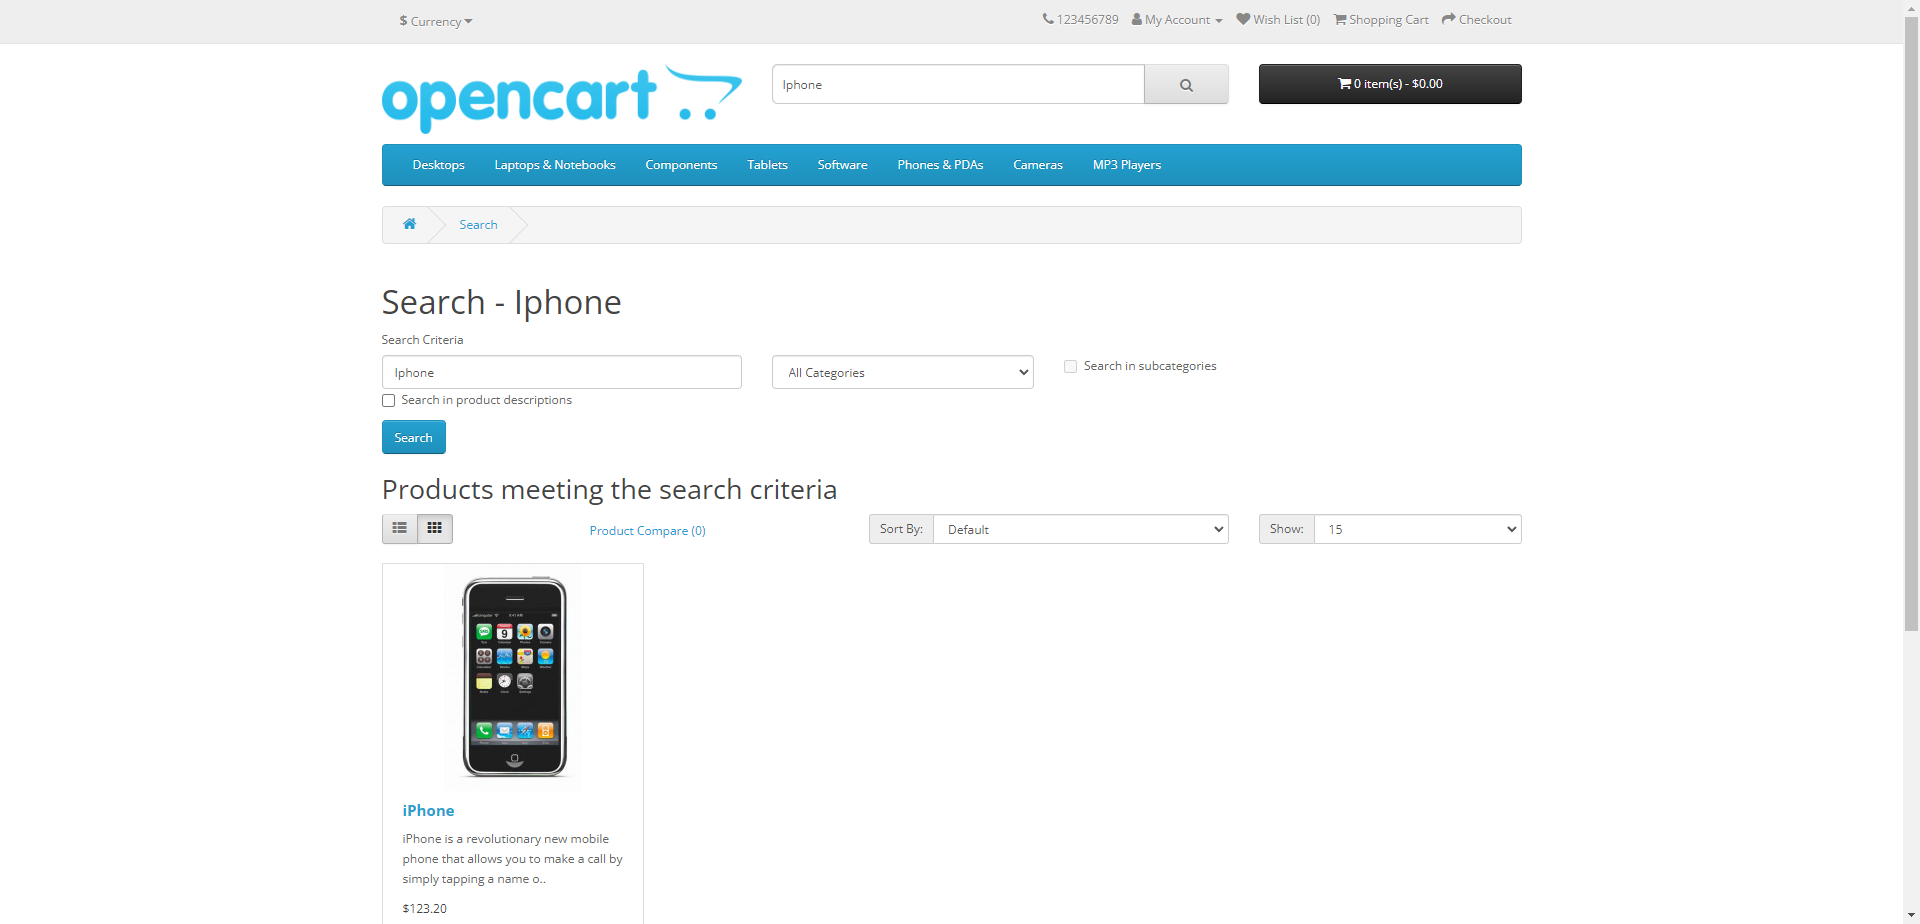 $ Currency
123456789 My Account Wish List (0) Shopping Cart Checkout
opencart
Iphone
0 item(s) - $0.00
Desktops Laptops & Notebooks Components Tablets Software Phones & PDAs Cameras MP3 Players
Search
Search - Iphone
Search Criteria
Iphone
All Categories
Search in subcategories
Search in product descriptions
Search
Products meeting the search criteria
Product Compare (0)
Sort By: Default
Show: 15
9
iPhone
iPhone is a revolutionary new mobile
phone that allows you to make a call by
simply tapping a name o..
$123.20